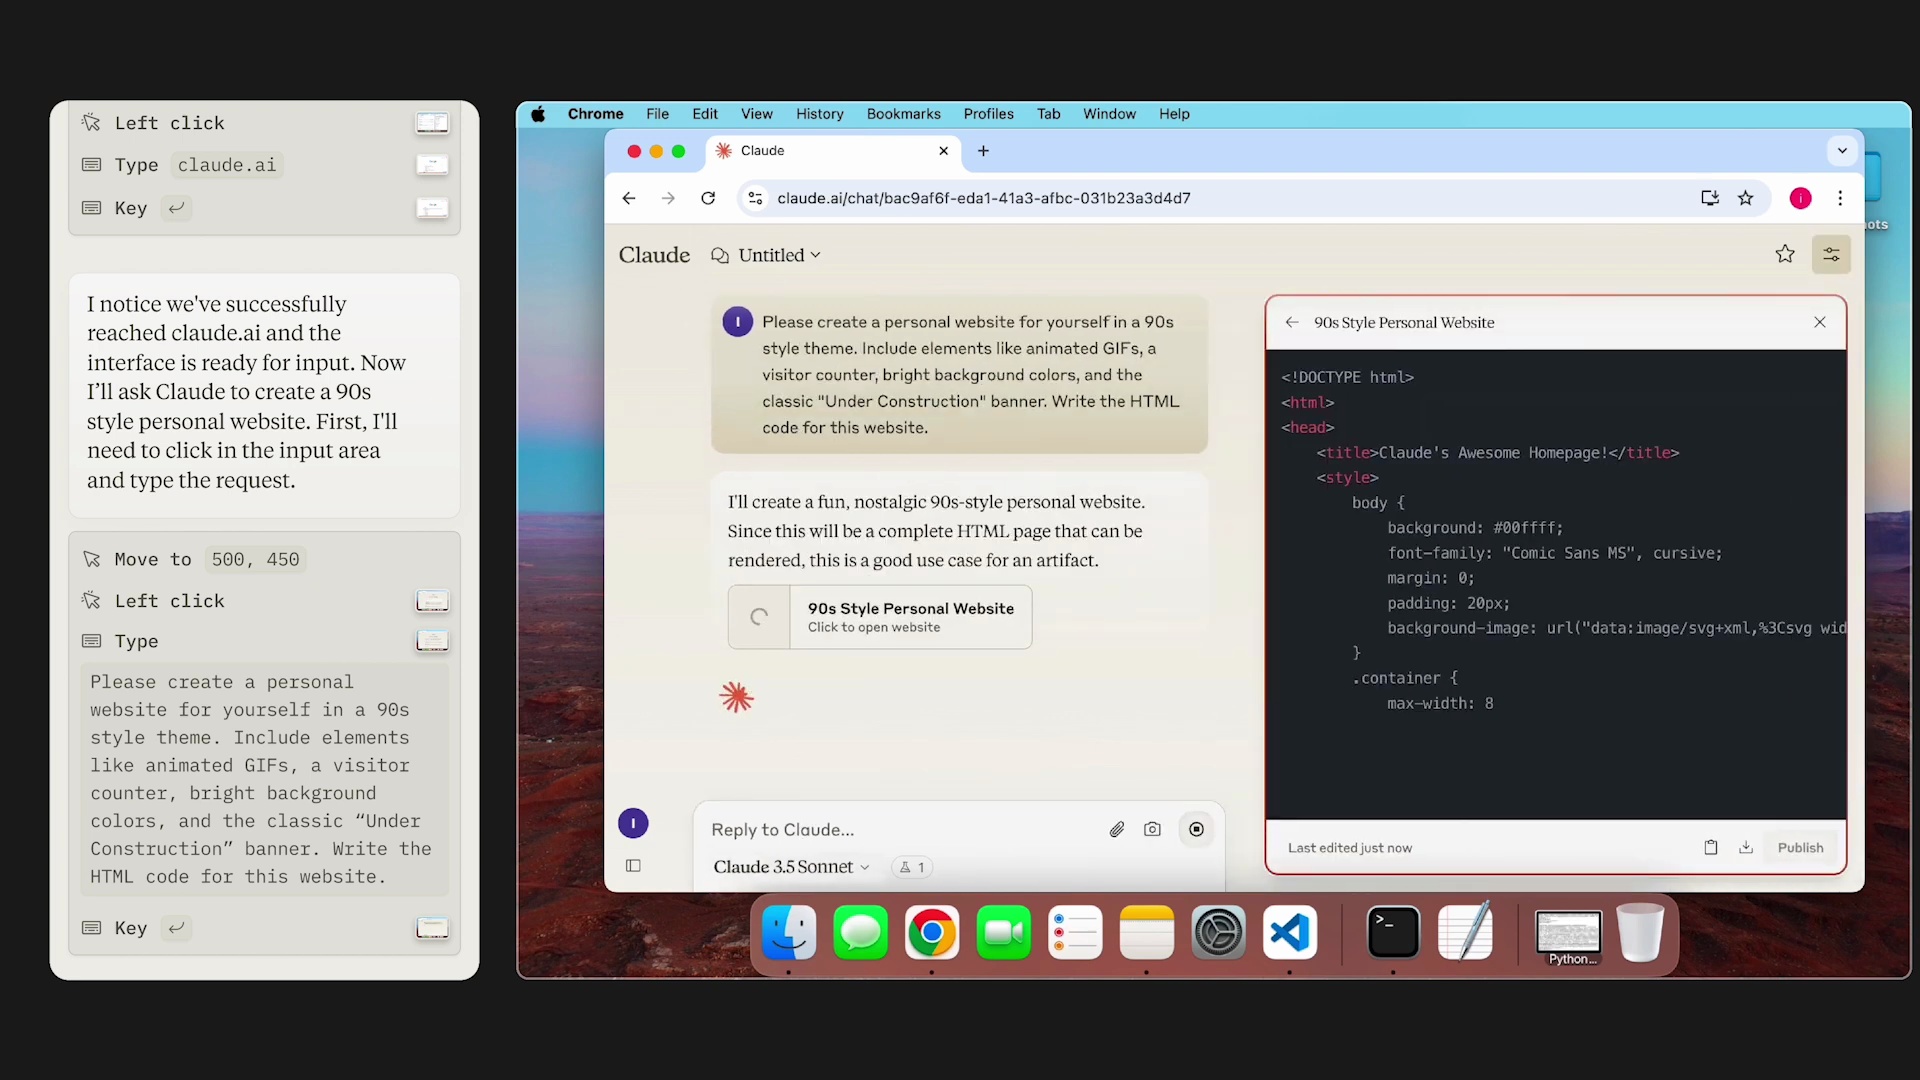 Left click
Type claude.ai
Key
I notice we've successfully
reached claude.ai and the
interface is ready for input. Now
I'll ask Claude to create a 90s
style personal website. First, I'll
need to click in the input area
and type the request.
Move to 500, 450
Left click
Type
Please create a personal
website for yourself in a 90s
style theme. Include elements
like animated GIFs, a visitor
counter, bright background
colors, and the classic “Under
Construction” banner. Write the
HTML code for this website.
Key
Chrome File Edit View History Bookmarks Profiles Tab Window Help
Claude
claude.ai/chat/bac9af6f-eda1-41a3-afbc-031b23a3d4d7
i
ots
Claude Untitled
I
Please create a personal website for yourself in a 90s
style theme. Include elements like animated GIFs, a
visitor counter, bright background colors, and the
classic "Under Construction" banner. Write the HTML
code for this website.
I'll create a fun, nostalgic 90s-style personal website.
Since this will be a complete HTML page that can be
rendered, this is a good use case for an artifact.
90s Style Personal Website
Click to open website
I
Reply to Claude...
Claude 3.5 Sonnet 1
90s Style Personal Website
<!DOCTYPE html>
<html>
<head>
<title>Claude's Awesome Homepage!</title>
<style>
body {
background: #00ffff;
font-family: "Comic Sans MS", cursive;
margin: 0;
padding: 20px;
background-image: url("data:image/svg+xml,%3Csvg wid
}
.container {
max-width: 8
Last edited just now
Publish
Python...